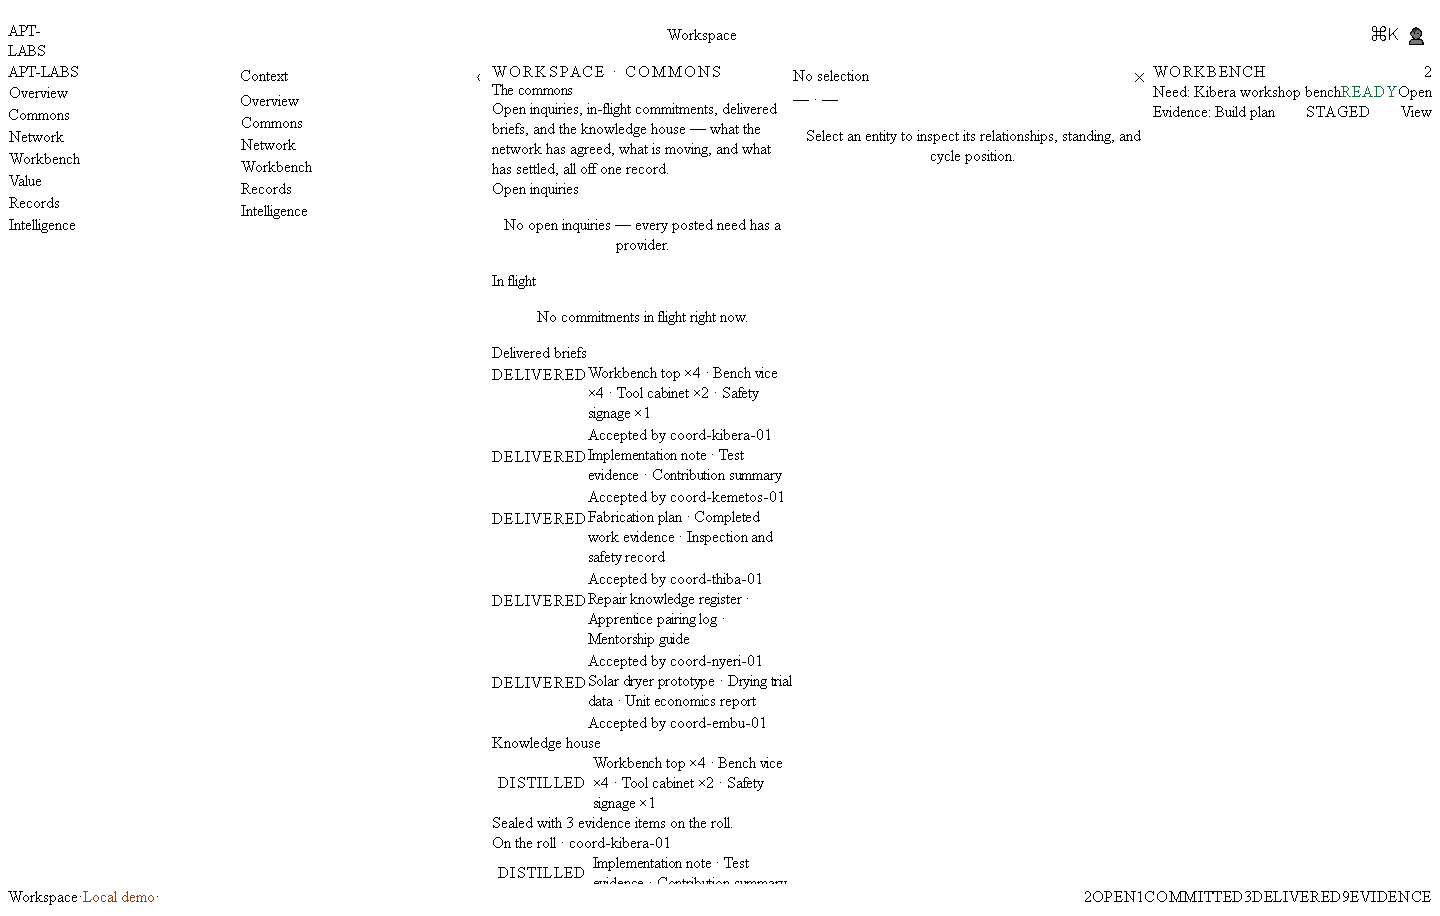 APT-
LABS
Workspace
⌘K
APT-LABS
Overview
Commons
Network
Workbench
Value
Records
Intelligence
Context
‹
Overview
Commons
Network
Workbench
Records
Intelligence
WORKSPACE · COMMONS
The commons
Open inquiries, in-flight commitments, delivered
briefs, and the knowledge house — what the
network has agreed, what is moving, and what
has settled, all off one record.
Open inquiries
No open inquiries — every posted need has a
provider.
In flight
No commitments in flight right now.
Delivered briefs
DELIVERED Workbench top ×4 · Bench vice
×4 · Tool cabinet ×2 · Safety
signage ×1
Accepted by coord-kibera-01
DELIVERED Implementation note · Test
evidence · Contribution summary
Accepted by coord-kemetos-01
DELIVERED Fabrication plan · Completed
work evidence · Inspection and
safety record
Accepted by coord-thiba-01
DELIVERED Repair knowledge register ·
Apprentice pairing log ·
Mentorship guide
Accepted by coord-nyeri-01
DELIVERED Solar dryer prototype · Drying trial
data · Unit economics report
Accepted by coord-embu-01
Knowledge house
Workbench top ×4 · Bench vice
DISTILLED ×4 · Tool cabinet ×2 · Safety
signage ×1
Sealed with 3 evidence items on the roll.
On the roll · coord-kibera-01
Implementation note · Test
DISTILLED
evidence · Contribution summary
No selection
×
— · —
Select an entity to inspect its relationships, standing, and
cycle position.
WORKBENCH 2
Need: Kibera workshop bench READY Open
Evidence: Build plan STAGED View
Workspace · Local demo ·
2OPEN1COMMITTED3DELIVERED9EVIDENCE